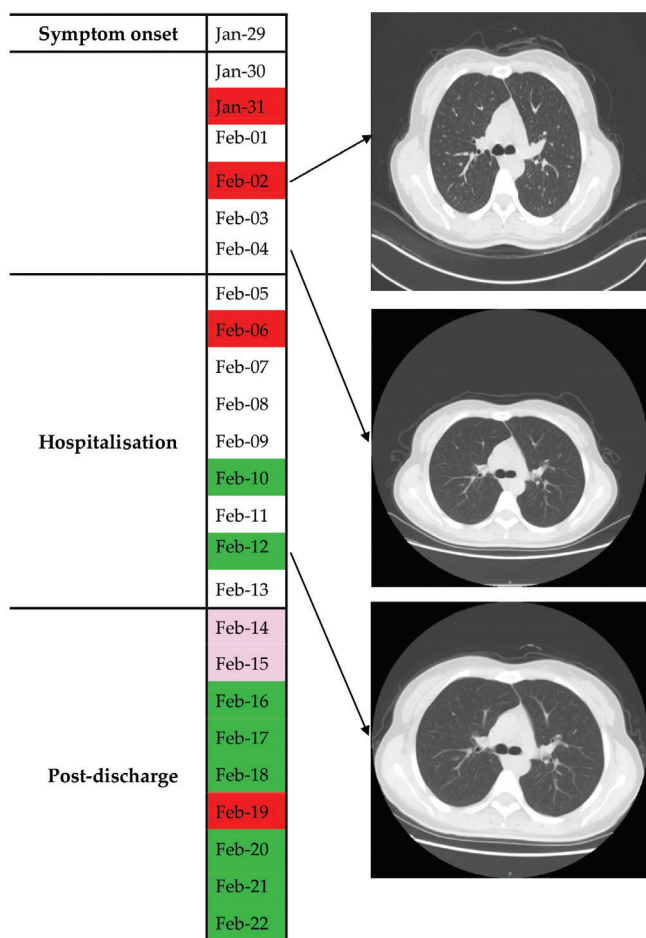 Symptom onset Jan-29
Jan-30
Jan-31
Feb-01
Feb-02
Feb-03
Feb-04
Feb-05
Feb-06
Feb-07
Feb-08
Hospitalisation Feb-09
Feb-10
Feb-11
Feb-12
Feb-13
Feb-14
Feb-15
Feb-16
Feb-17
Post-discharge Feb-18
Feb-19
Feb-20
Feb-21
Feb-22